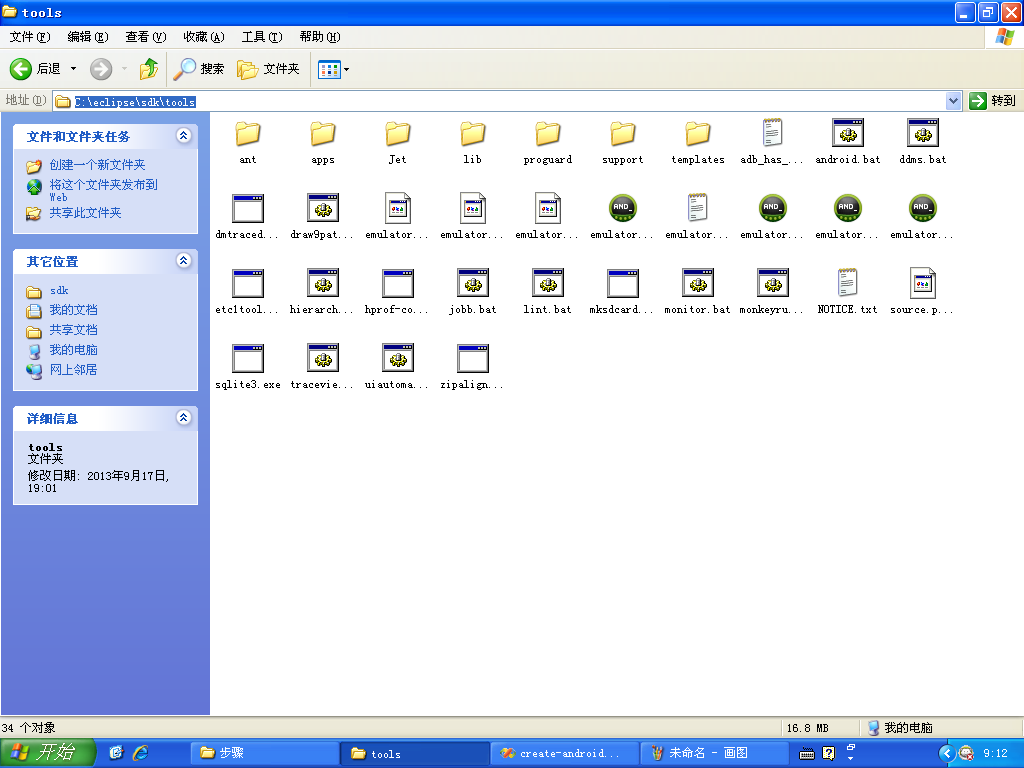 tools
文件(F) 编辑(E) 查看(V) 收藏(A) 工具(T) 帮助(H)
后退 搜索 文件夹
地址(D) C:\eclipse\sdk\tools 转到
文件和文件夹任务
创建一个新文件夹
将这个文件夹发布到
Web
共享此文件夹
其它位置
sdk
我的文档
共享文档
我的电脑
网上邻居
详细信息
tools
文件夹
修改日期: 2013年9月17日,
19:01
ant apps Jet lib proguard support templates adb_has_... android.bat ddms.bat
dmtraced... draw9pat... emulator... emulator... emulator... emulator... emulator... emulator... emulator... emulator...
etc1tool... hierarch... hprof-co... jobb.bat lint.bat mksdcard... monitor.bat monkeyru... NOTICE.txt source.p...
sqlite3.exe tracevie... uiautoma... zipalign...
34 个对象 16.8 MB 我的电脑
开始 步骤 tools create-android... 未命名 - 画图 9:12